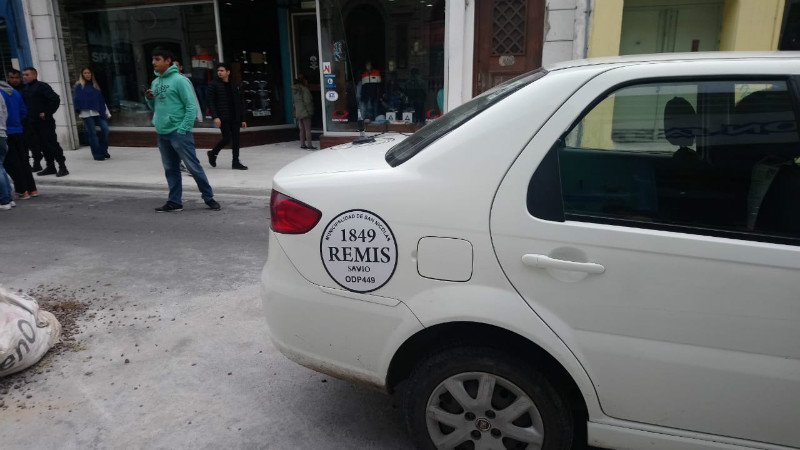 MUNICIPALIDAD DE SAN NICOLAS
1849
REMIS
SAVIO
ODP449